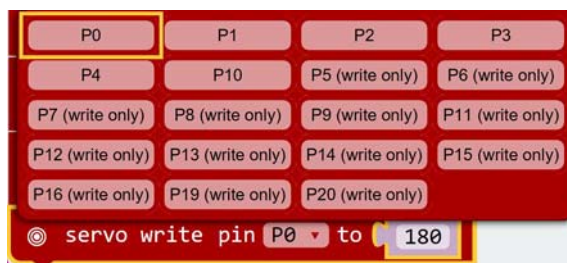 P0 P1 P2 P3
P4 P10 P5 (write only) P6 (write only)
P7 (write only) P8 (write only) P9 (write only) P11 (write only)
P12 (write only) P13 (write only) P14 (write only) P15 (write only)
P16 (write only) P19 (write only) P20 (write only)
servo write pin P0 to 180